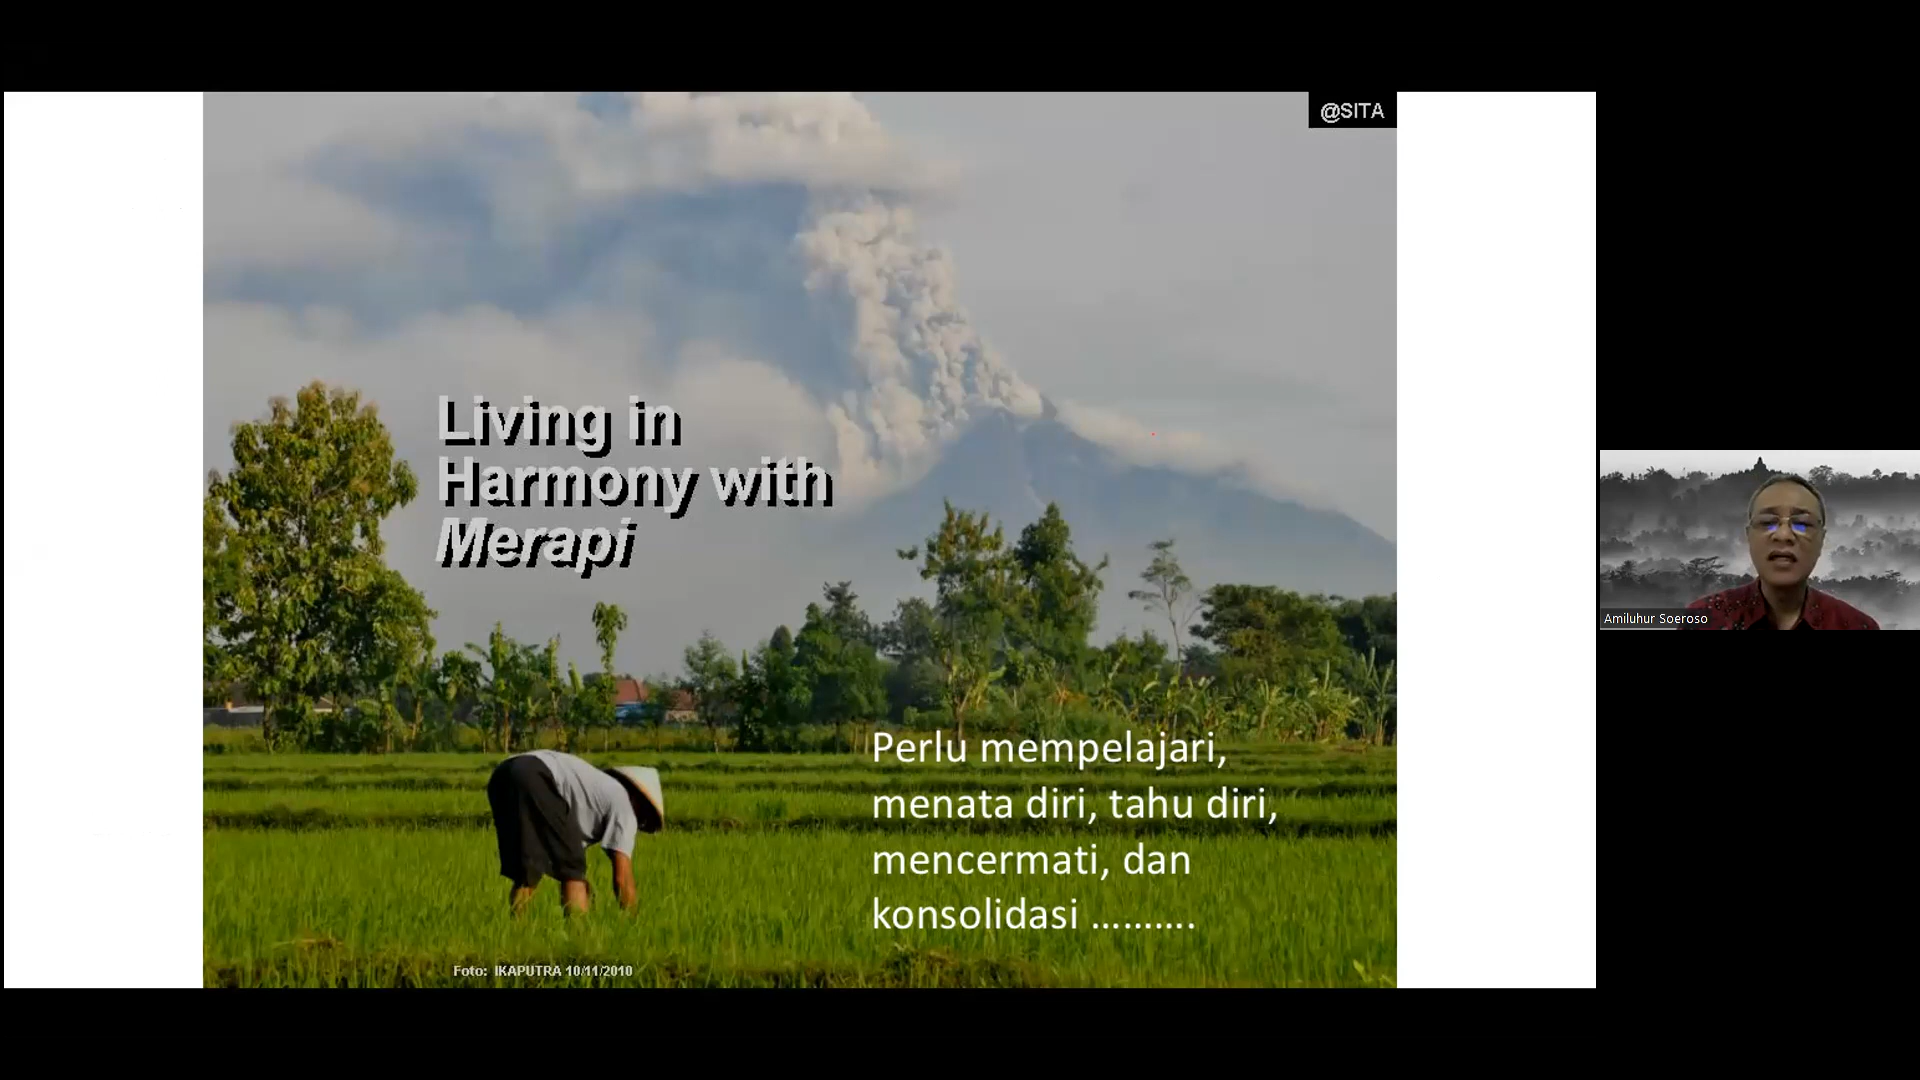 @SITA
Living in
Harmony with
Merapi
Perlu mempelajari,
menata diri, tahu diri,
mencermati, dan
konsolidasi ..........
Foto: IKAPUTRA 10/11/2010
Amiluhur Soeroso